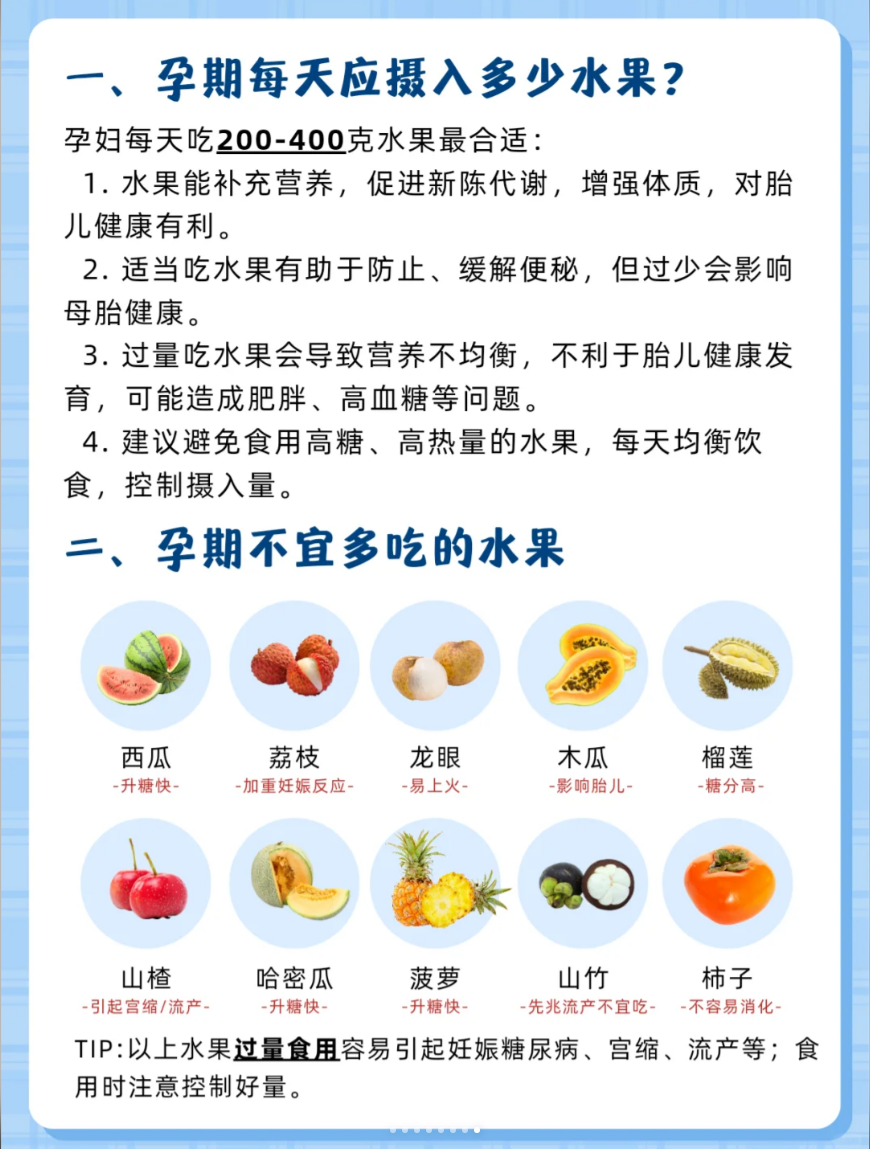 一、孕期每天应摄入多少水果?
孕妇每天吃200-400克水果最合适：
1. 水果能补充营养，促进新陈代谢，增强体质，对胎
儿健康有利。
2. 适当吃水果有助于防止、缓解便秘，但过少会影响
母胎健康。
3. 过量吃水果会导致营养不均衡，不利于胎儿健康发
育，可能造成肥胖、高血糖等问题。
4. 建议避免食用高糖、高热量的水果，每天均衡饮
食，控制摄入量。
二、孕期不宜多吃的水果
西瓜 荔枝 龙眼 木瓜 榴莲
-升糖快- -加重妊娠反应- -易上火- -影响胎儿- -糖分高-
山楂 哈密瓜 菠萝 山竹 柿子
-引起宫缩/流产- -升糖快- -升糖快- -先兆流产不宜吃- -不容易消化-
TIP:以上水果过量食用容易引起妊娠糖尿病、宫缩、流产等；食
用时注意控制好量。